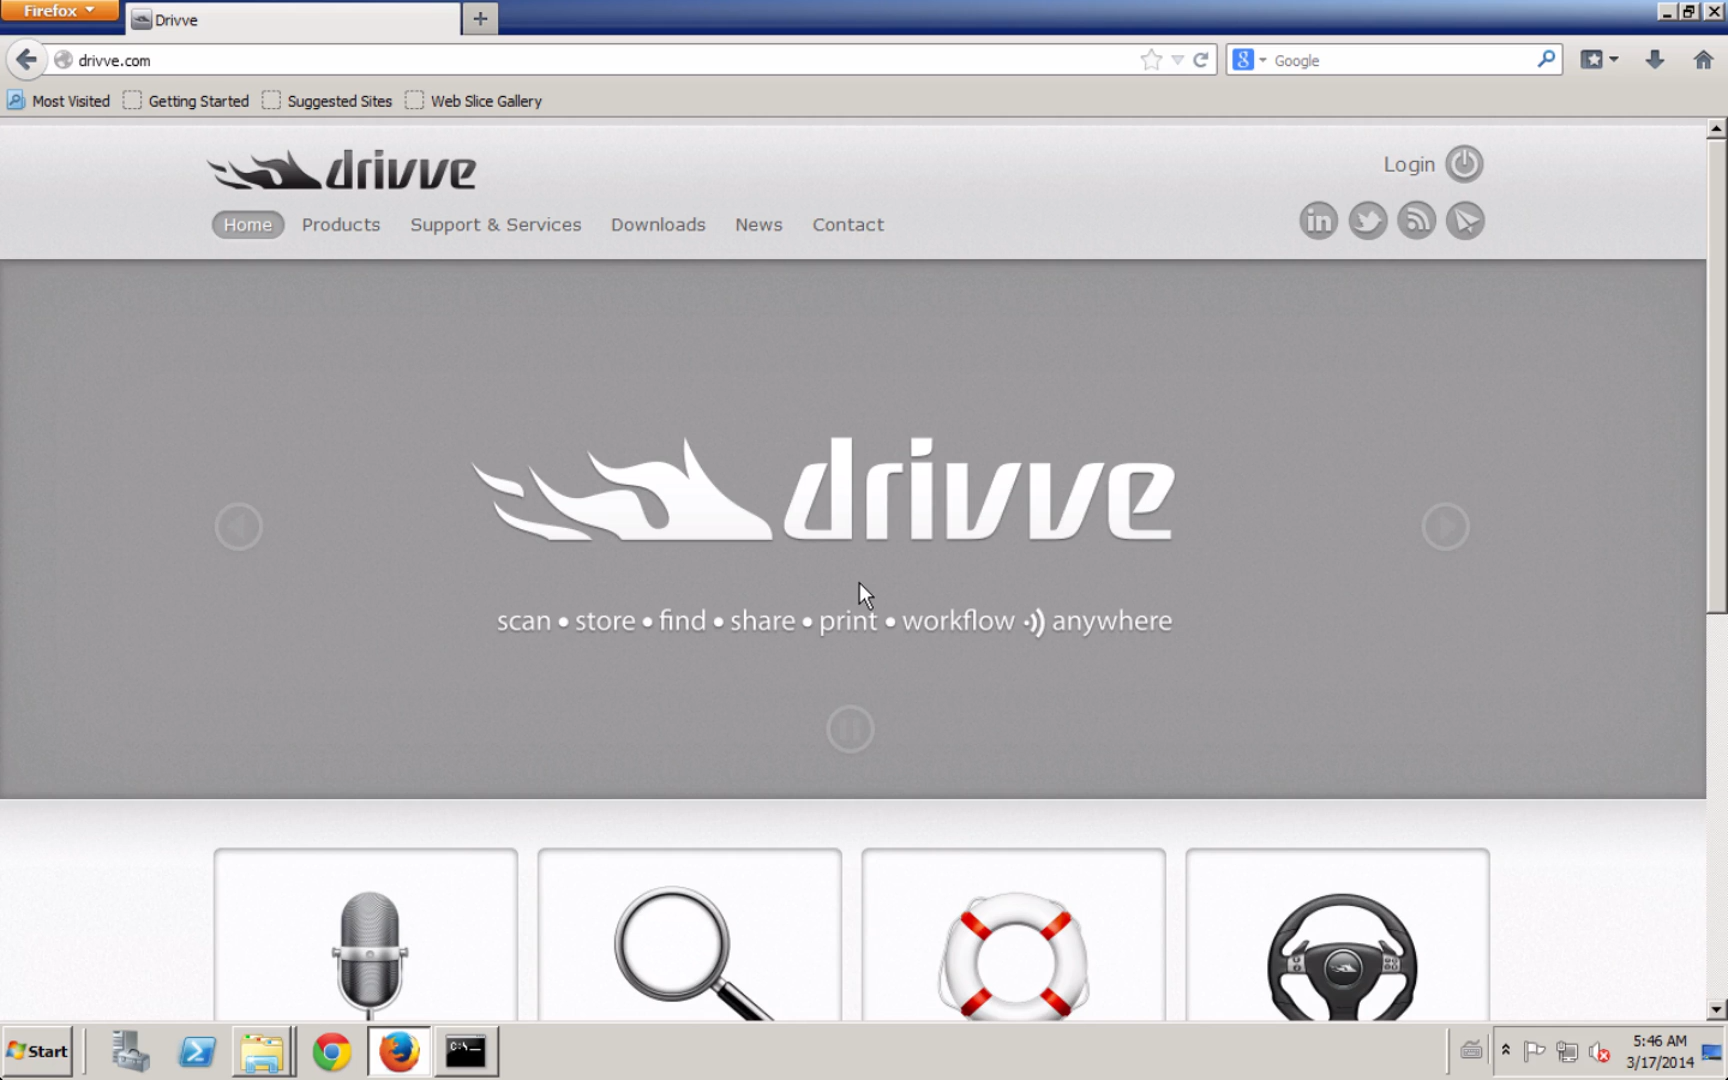 Firefox
Drivve
drivve.com
Google
Most Visited
Getting Started
Suggested Sites
Web Slice Gallery
drivve
Login
Home
Products
Support & Services
Downloads
News
Contact
drivve
scan • store • find • share • print • workflow anywhere
Start
5:46 AM
3/17/2014